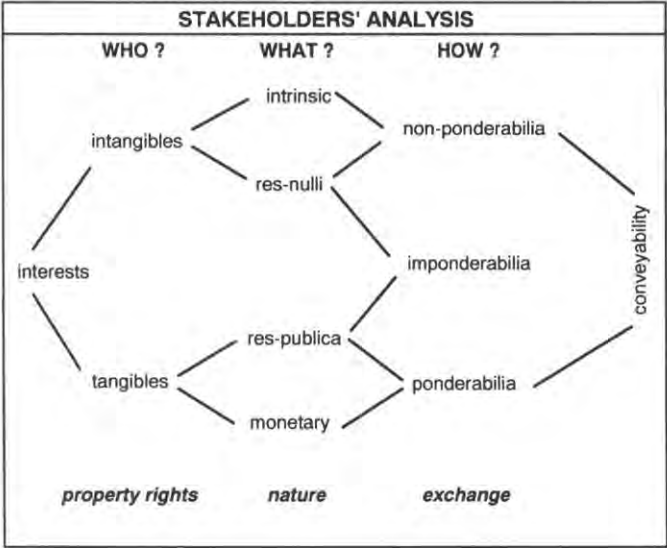 STAKEHOLDERS' ANALYSIS
WHO ? WHAT ? HOW ?
intrinsic
non-ponderabilia
intangibles
res-nulli
conveyability
interests
imponderabilia
res-publica
tangibles
ponderabilia
monetary
property rights nature exchange